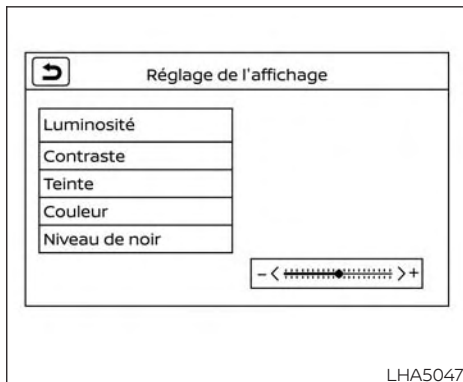 Réglage de l'affichage
Luminosité
Contraste
Teinte
Couleur
Niveau de noir
- < > +
LHA5047